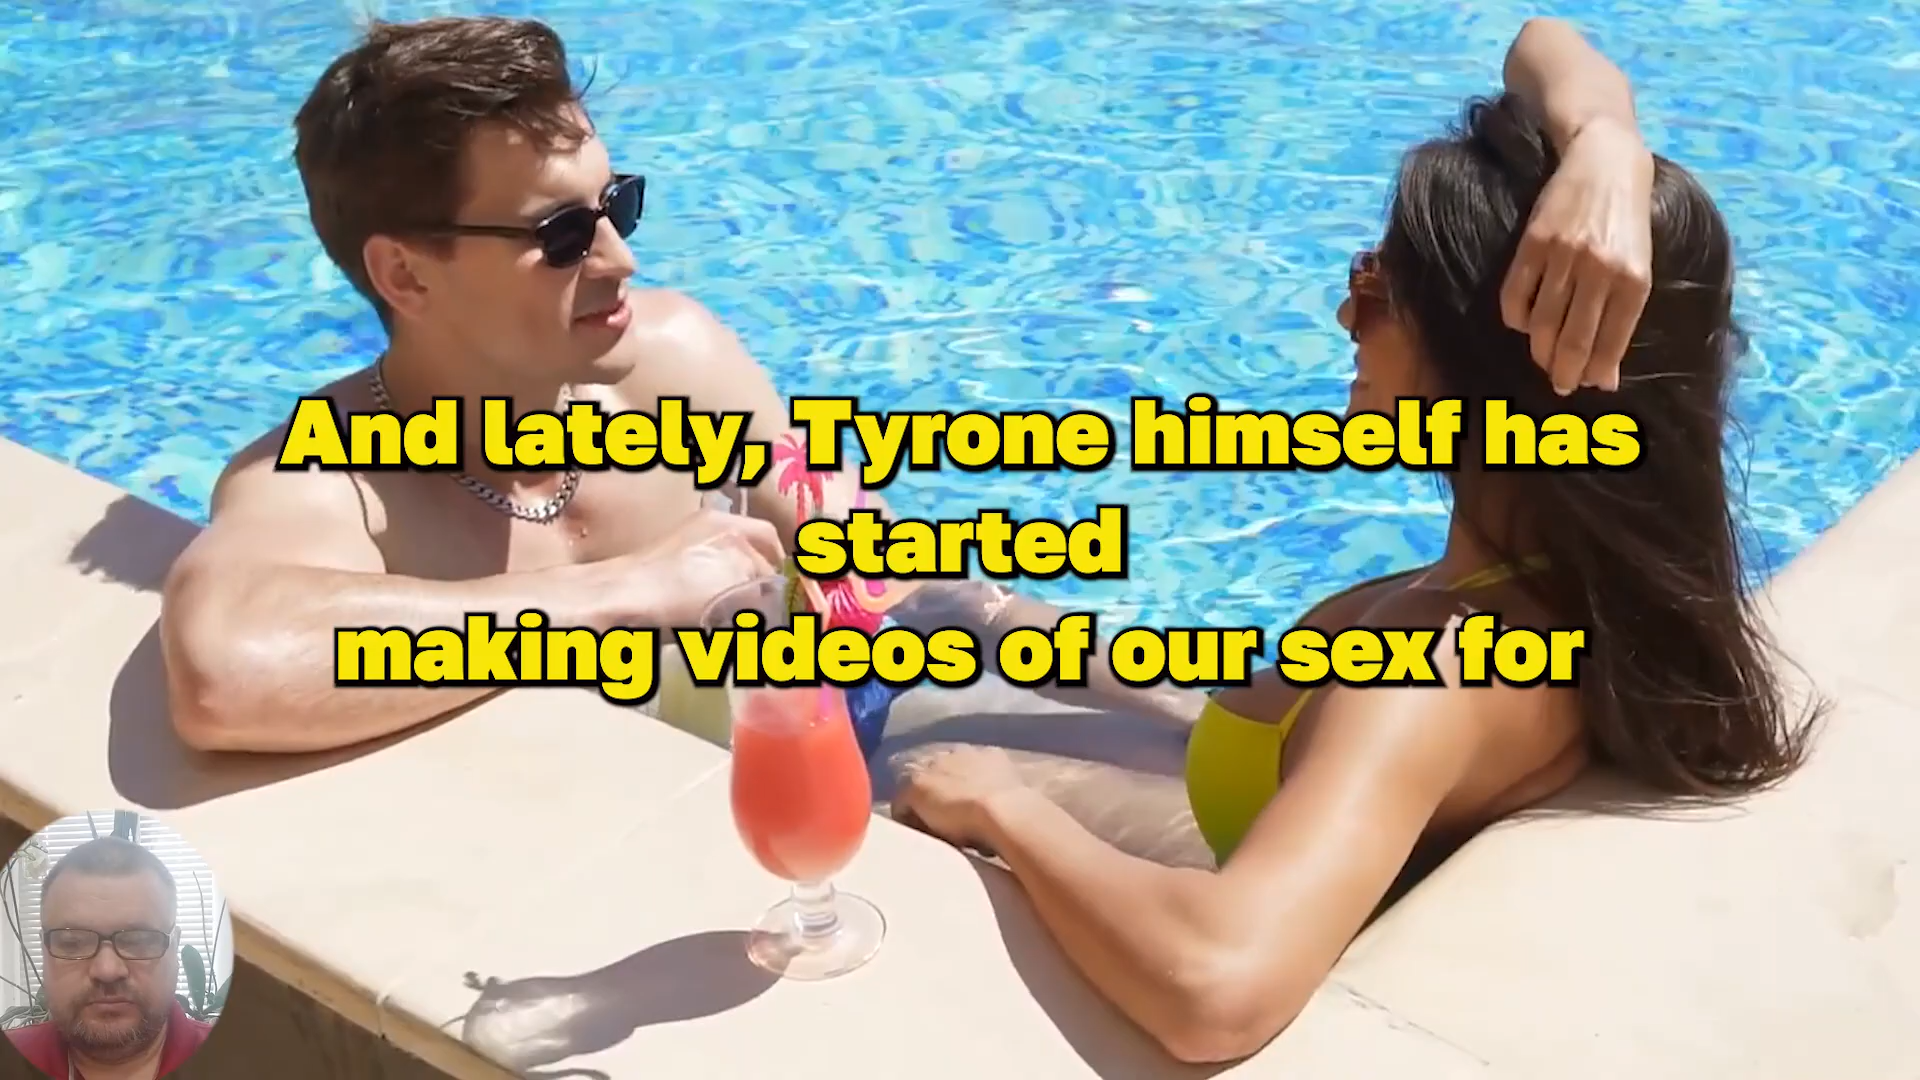 And lately, Tyrone himself has
started
making videos of our sex for